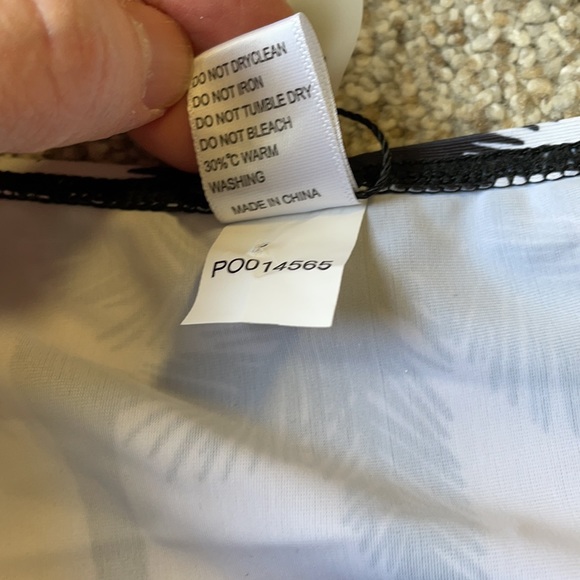 DO NOT DRYCLEAN
DO NOT IRON
DO NOT TUMBLE DRY
DO NOT BLEACH
30%℃ WARM
WASHING
MADE IN CHINA
PO014565